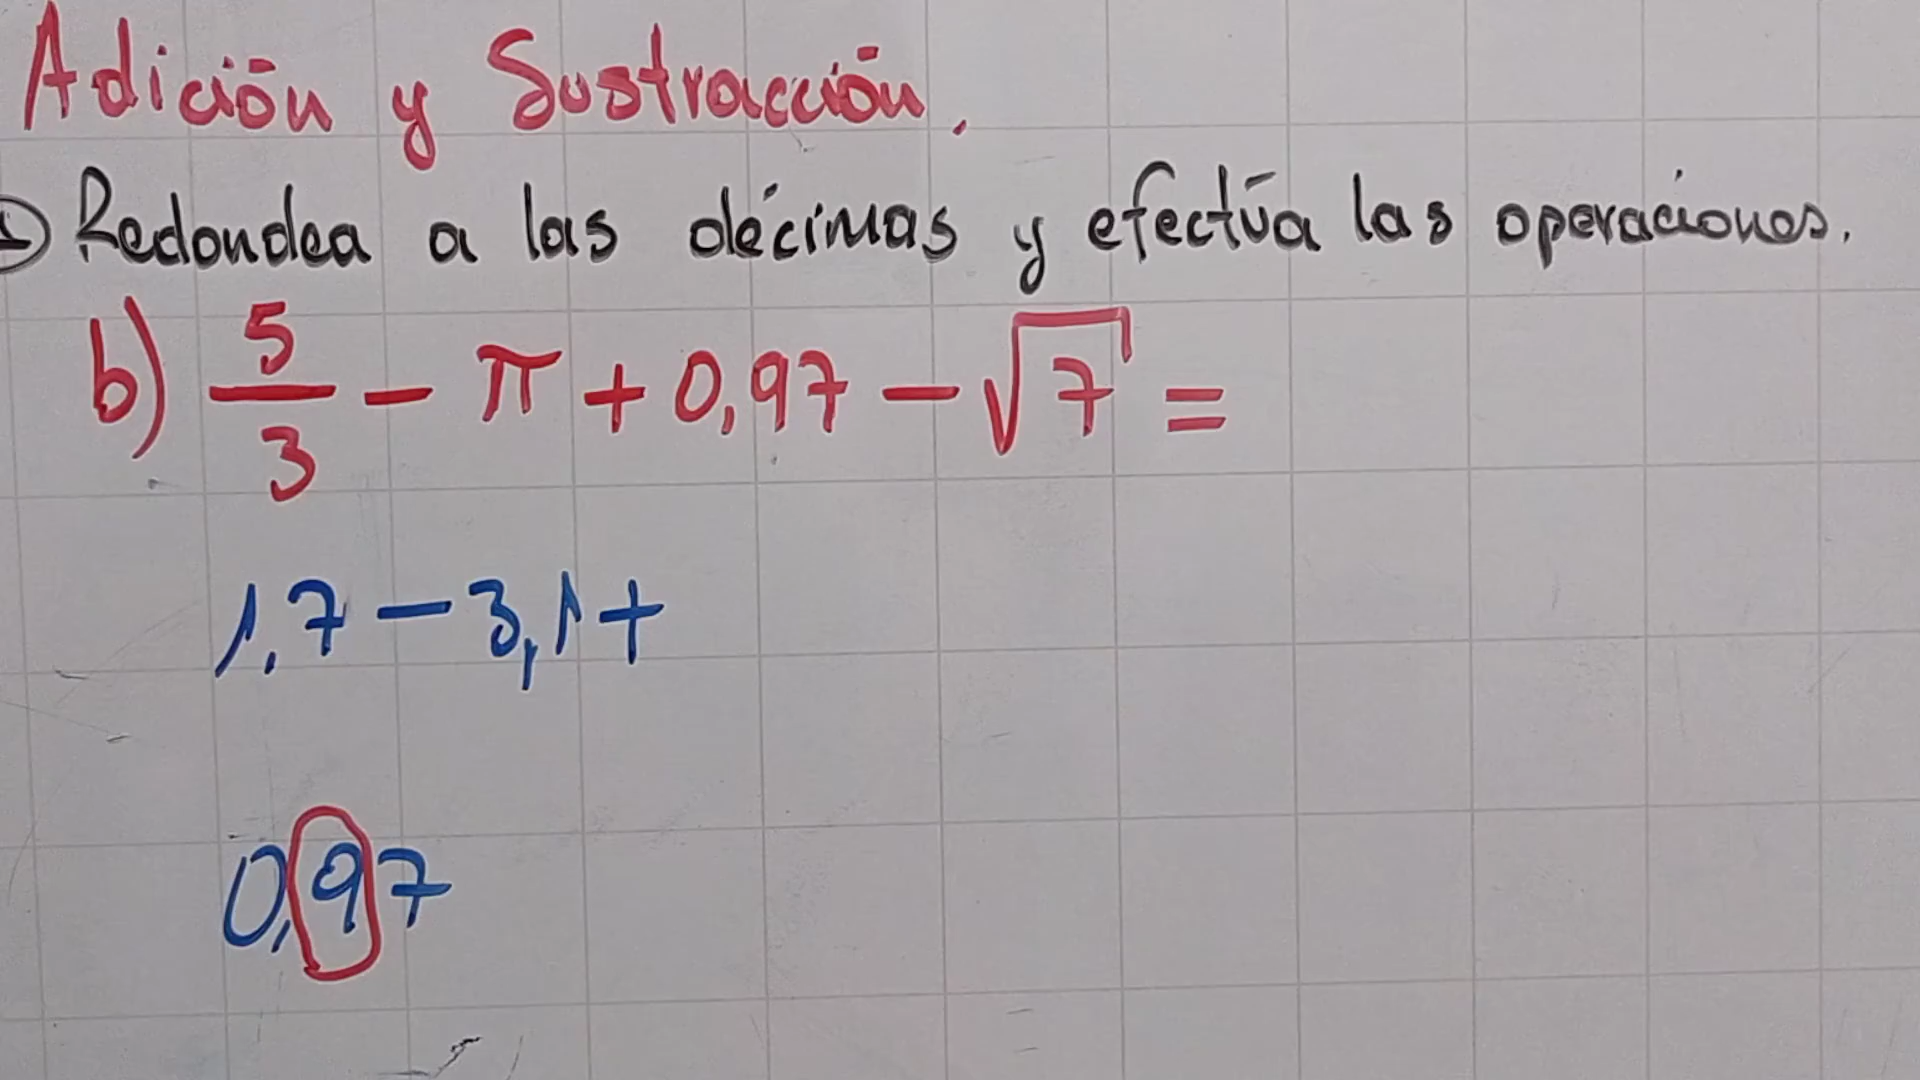 Adición y Sustracción.
① Redondea a las décimas y efectúa las operaciones.
b) 5/3 - π + 0,97 - √7 =
1,7 - 3,1 +
0,97